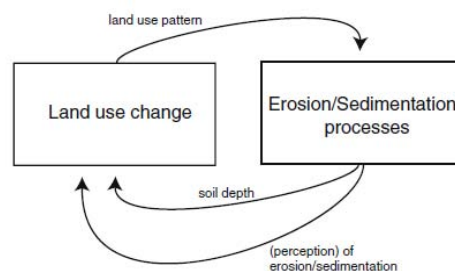 land use pattern
Land use change
Erosion/Sedimentation
processes
soil depth
(perception) of
erosion/sedimentation